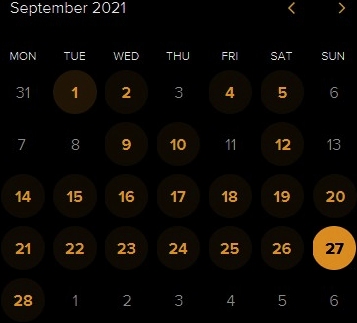 September 2021
MON TUE WED THU FRI SAT SUN
31 1 2 3 4 5 6
7 8 9 10 11 12 13
14 15 16 17 18 19 20
21 22 23 24 25 26 27
28 1 2 3 4 5 6